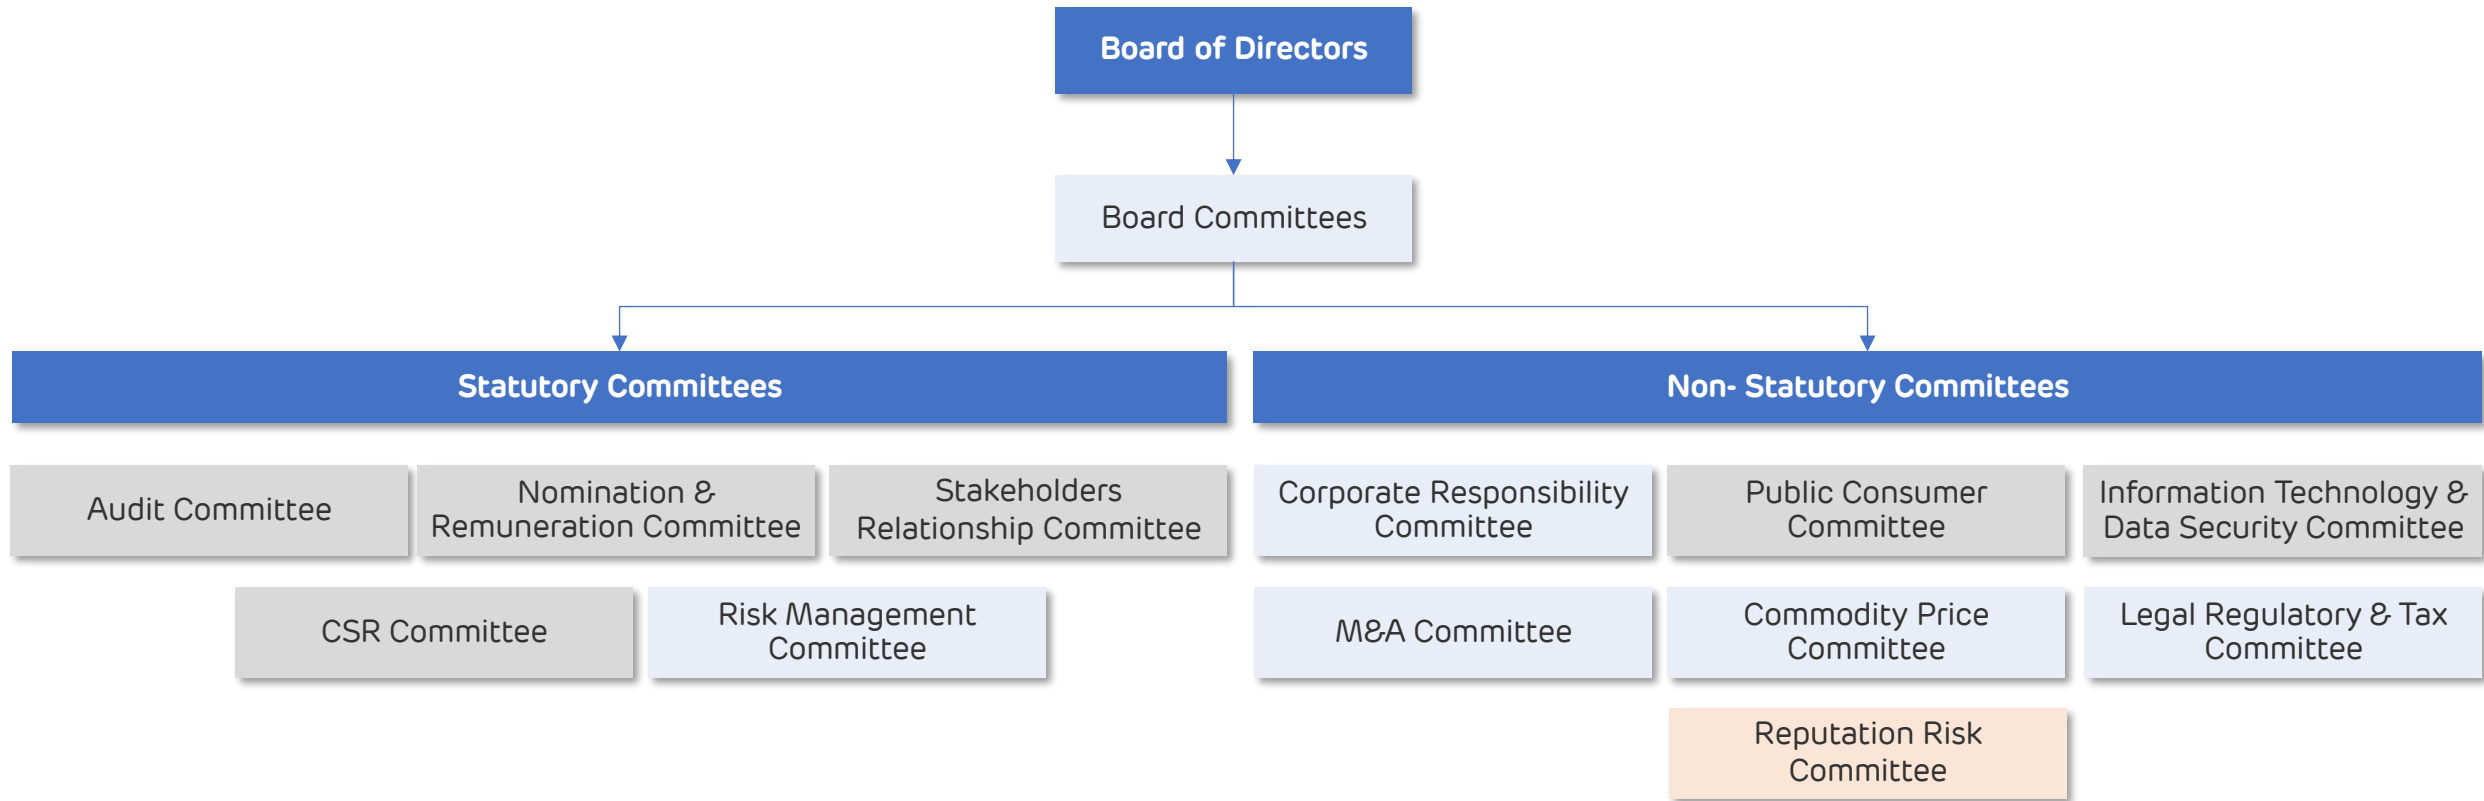 Board of Directors
Board Committees
Statutory Committees
Non- Statutory Committees
Audit Committee
Nomination &
Remuneration Committee
Stakeholders
Relationship Committee
Corporate Responsibility
Committee
Public Consumer
Committee
Information Technology &
Data Security Committee
CSR Committee
Risk Management
Committee
M&A Committee
Commodity Price
Committee
Legal Regulatory & Tax
Committee
Reputation Risk
Committee